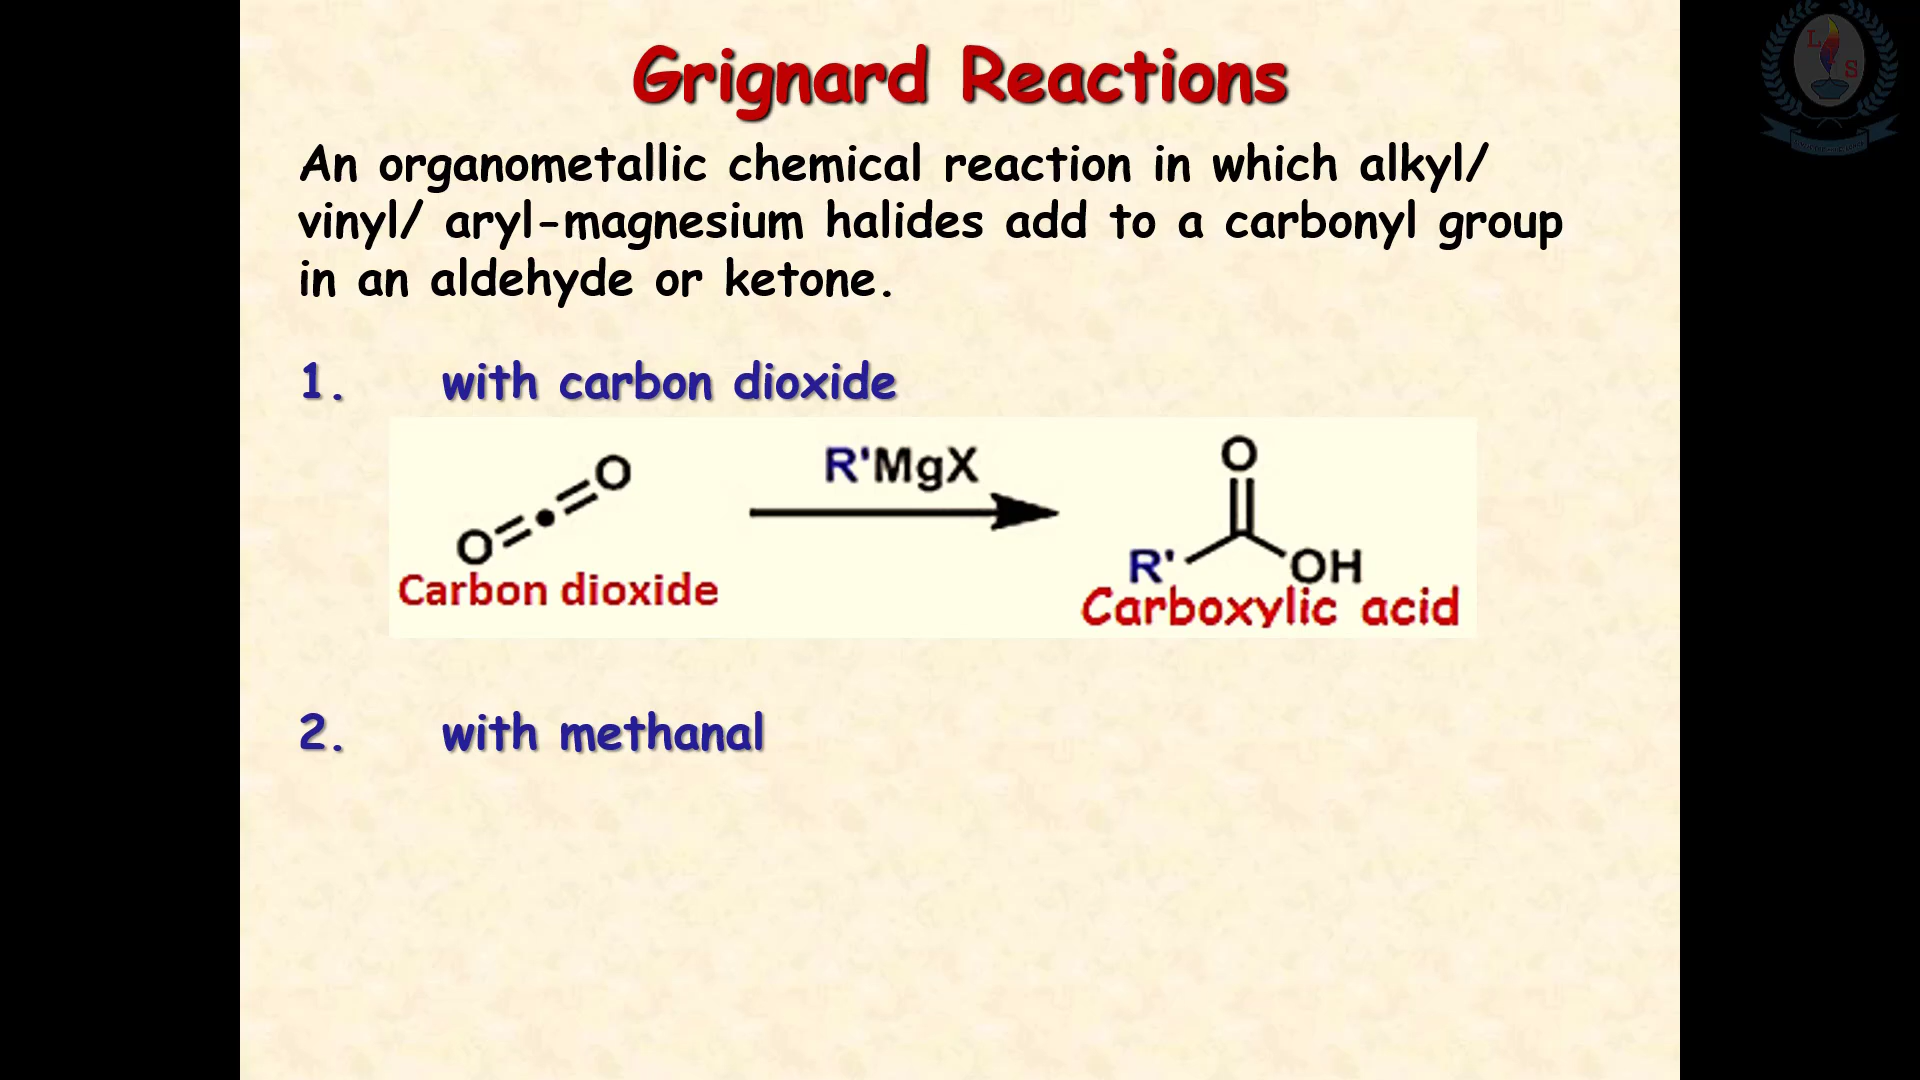 Grignard Reactions
An organometallic chemical reaction in which alkyl/
vinyl/ aryl-magnesium halides add to a carbonyl group
in an aldehyde or ketone.
1. with carbon dioxide
O
O
Carbon dioxide
R'MgX
O
R'
OH
Carboxylic acid
2. with methanal
L
S